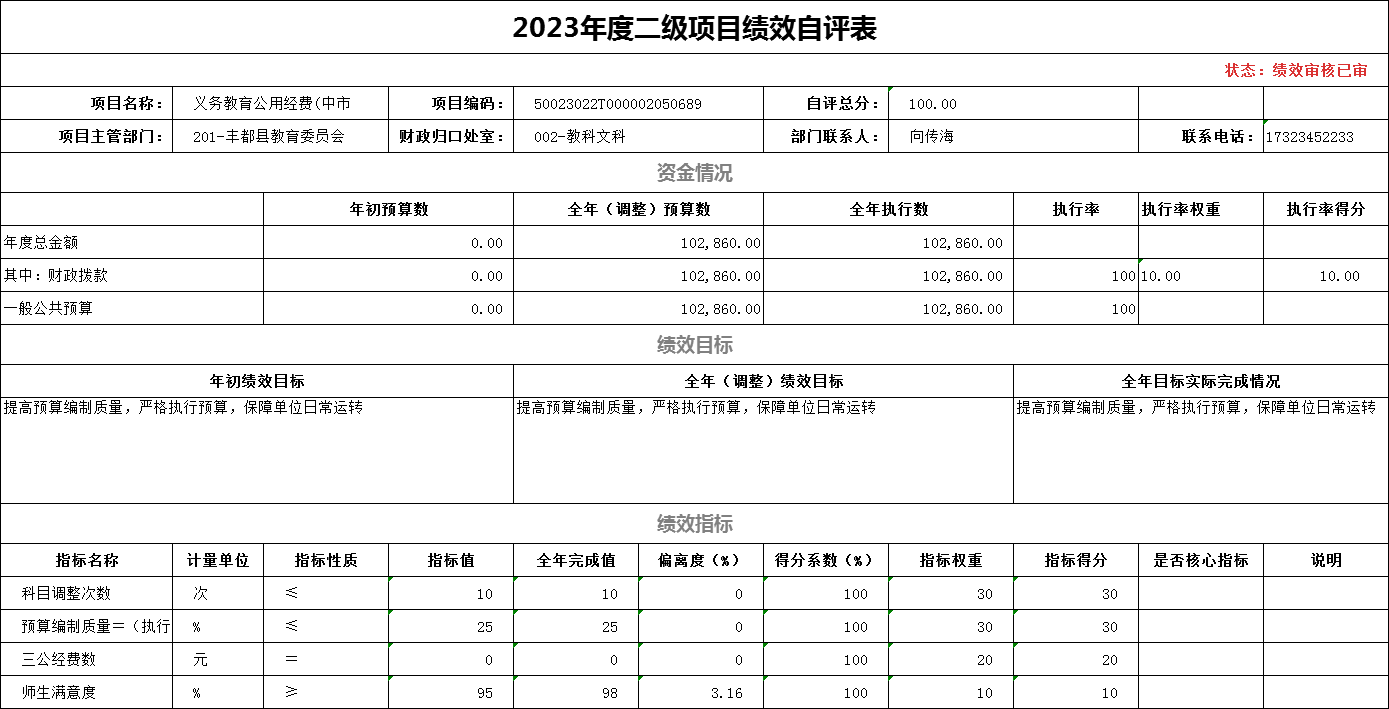 2023年度二级项目绩效自评表
状态：绩效审核已审
项目名称： 义务教育公用经费(中市 项目编码： 50023022T000002050689 自评总分： 100.00
项目主管部门： 201-丰都县教育委员会 财政归口处室： 002-教科文科 部门联系人： 向传海 联系电话： 17323452233
资金情况
年初预算数 全年（调整）预算数 全年执行数 执行率 执行率权重 执行率得分
年度总金额 0.00 102,860.00 102,860.00
其中：财政拨款 0.00 102,860.00 102,860.00 100 10.00 10.00
一般公共预算 0.00 102,860.00 102,860.00 100
绩效目标
年初绩效目标 全年（调整）绩效目标 全年目标实际完成情况
提高预算编制质量，严格执行预算，保障单位日常运转 提高预算编制质量，严格执行预算，保障单位日常运转 提高预算编制质量，严格执行预算，保障单位日常运转
绩效指标
指标名称 计量单位 指标性质 指标值 全年完成值 偏离度（%） 得分系数（%） 指标权重 指标得分 是否核心指标 说明
科目调整次数 次 ≤ 10 10 0 100 30 30
预算编制质量＝（执行 % ≤ 25 25 0 100 30 30
三公经费数 元 ＝ 0 0 0 100 20 20
师生满意度 % ≥ 95 98 3.16 100 10 10